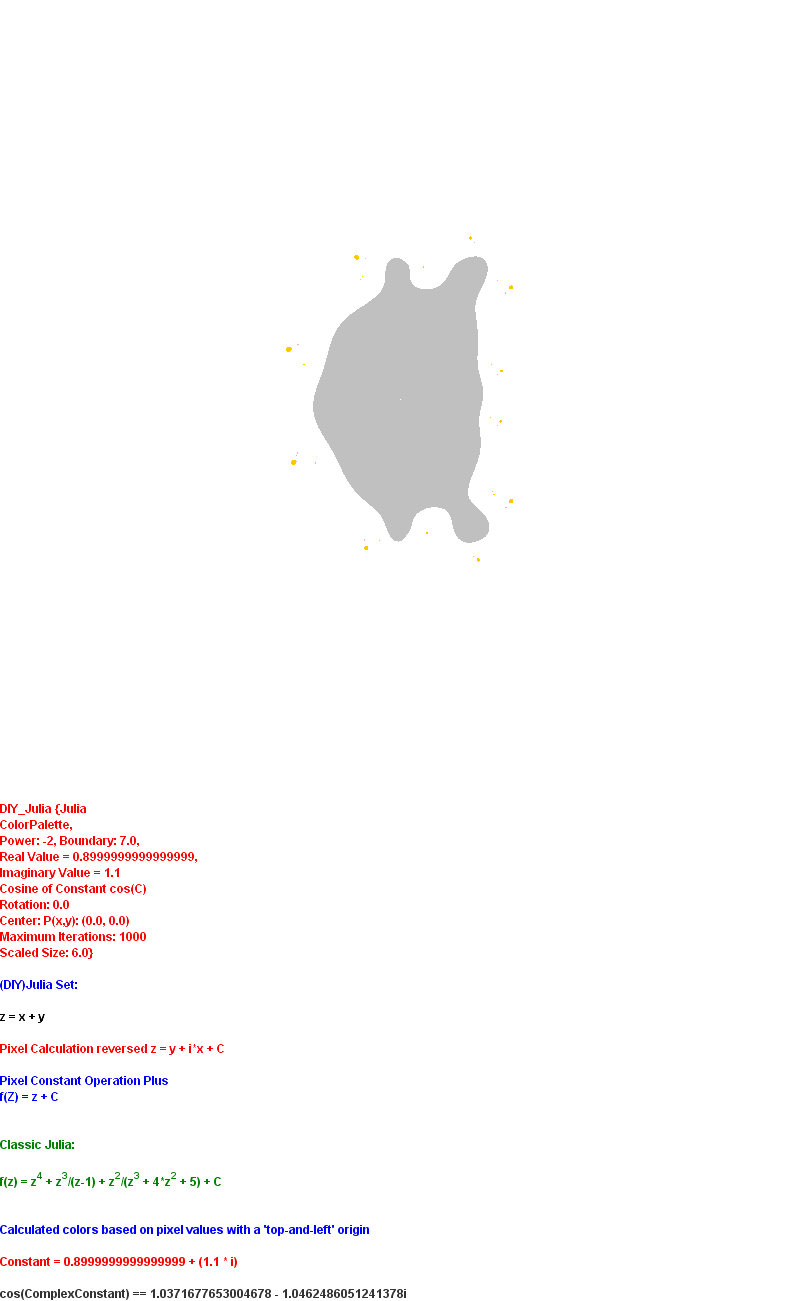 DIY_Julia {Julia
ColorPalette,
Power: -2, Boundary: 7.0,
Real Value = 0.8999999999999999,
Imaginary Value = 1.1
Cosine of Constant cos(C)
Rotation: 0.0
Center: P(x,y): (0.0, 0.0)
Maximum Iterations: 1000
Scaled Size: 6.0}
(DIY)Julia Set:
z = x + y
Pixel Calculation reversed z = y + i*x + C
Pixel Constant Operation Plus
f(Z) = z + C
Classic Julia:
f(z) = z⁴ + z³/(z-1) + z²/(z³ + 4*z² + 5) + C
Calculated colors based on pixel values with a 'top-and-left' origin
Constant = 0.8999999999999999 + (1.1 * i)
cos(ComplexConstant) == 1.0371677653004678 - 1.0462486051241378i